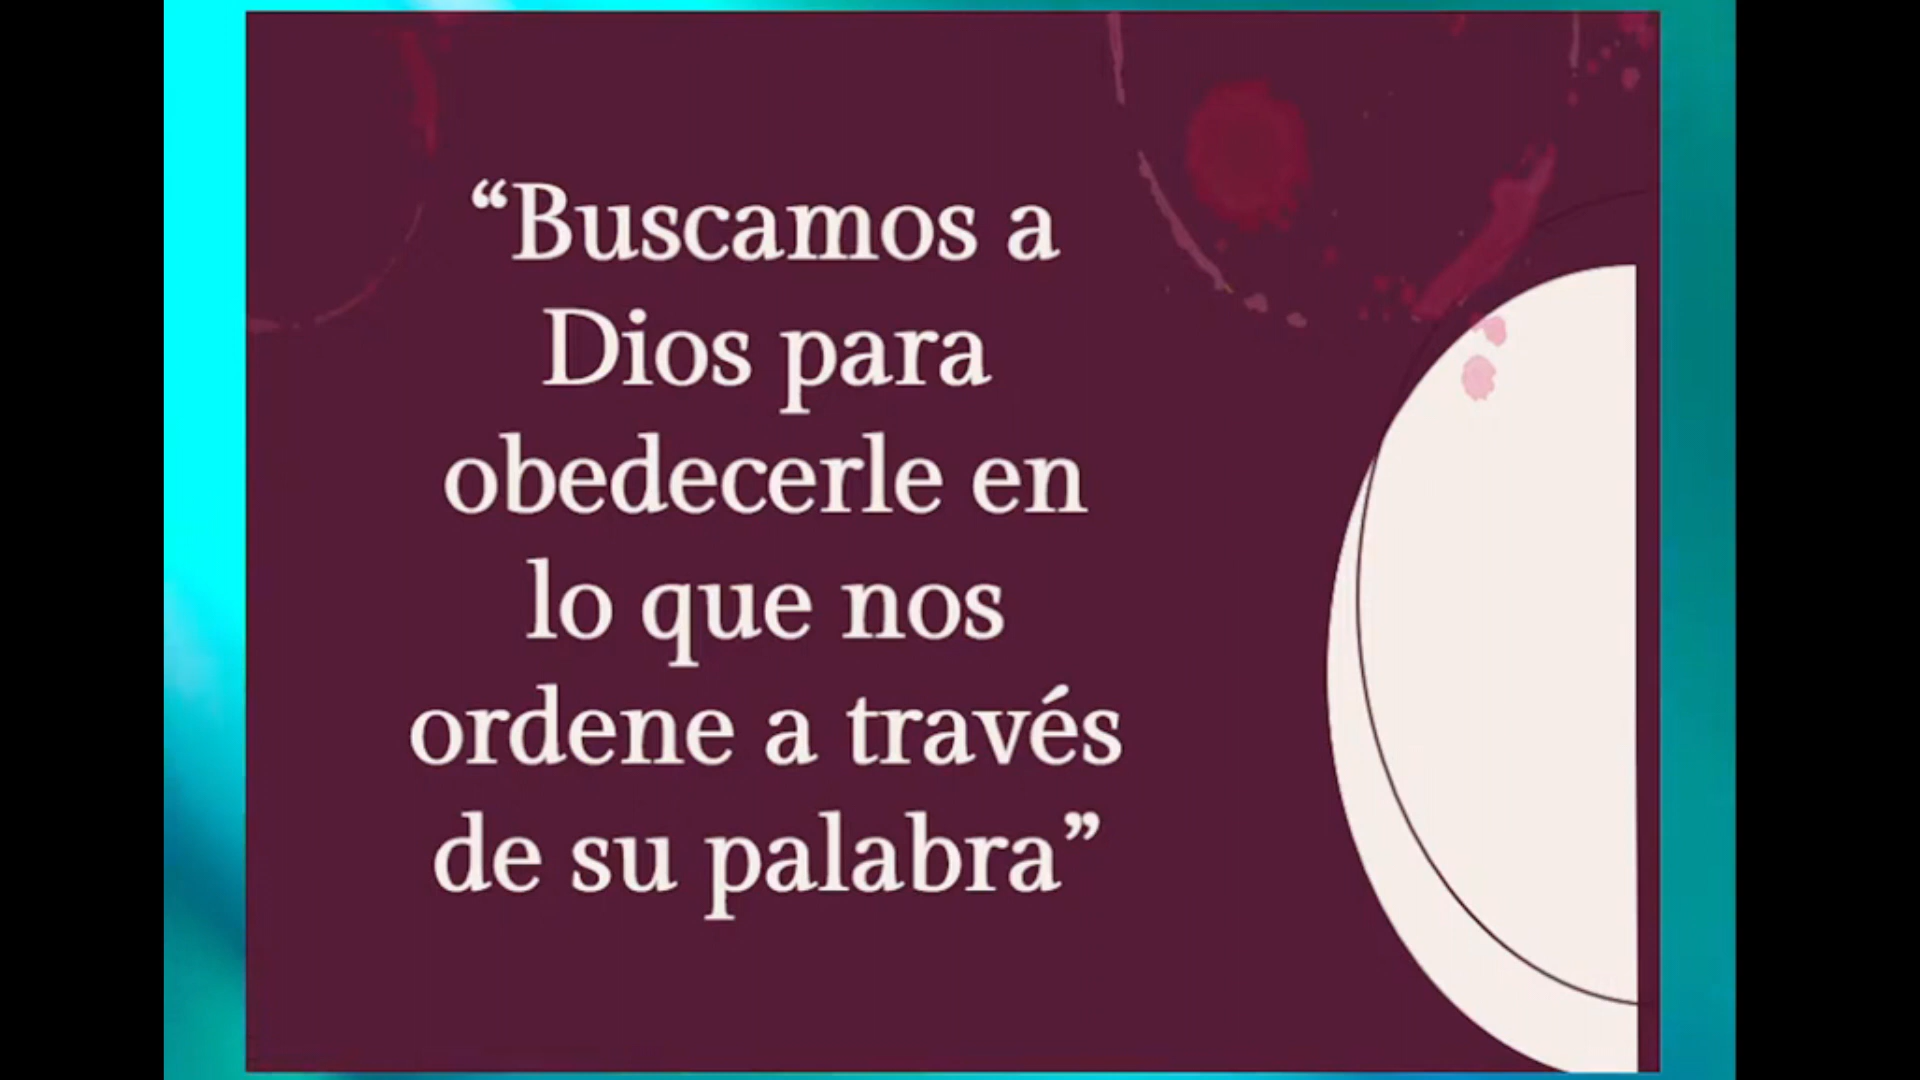 “Buscamos a
Dios para
obedecerle en
lo que nos
ordene a través
de su palabra”